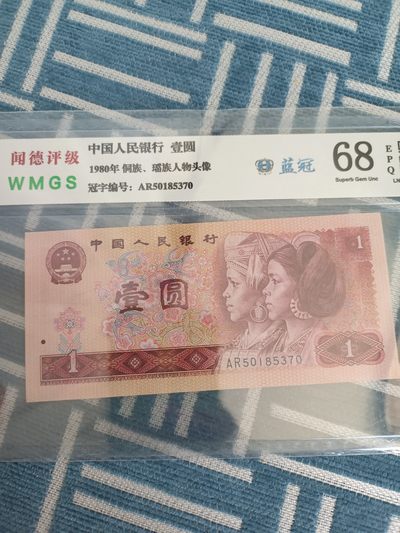 闻德评级
WMGS
中国人民银行 壹圆
1980年 侗族、瑶族人物头像
冠字编号: AR50185370
蓝冠
68
Superb Gem Unc
E
P
Q
LN
中国人民银行
壹圆
1
1
1
AR50185370